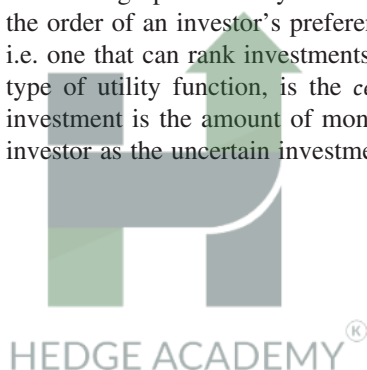 the order of an investor's preferen
i.e. one that can rank investments
type of utility function, is the ce
investment is the amount of mon
investor as the uncertain investme
HEDGE ACADEMY
K